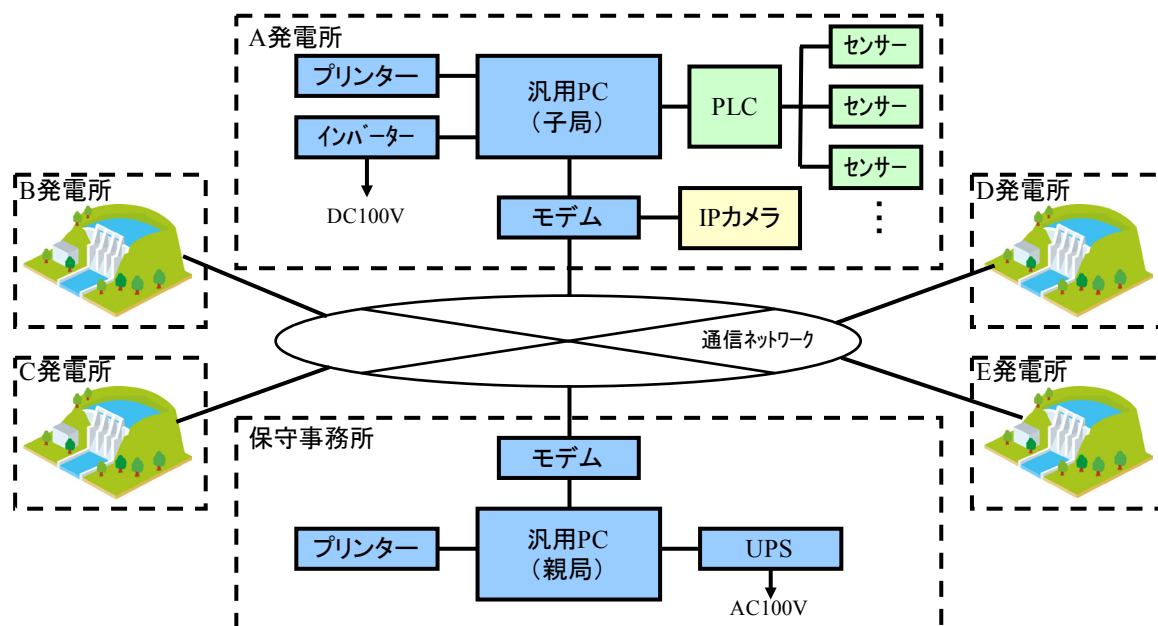 A発電所
プリンター
汎用PC
（子局）
PLC
センサー
センサー
センサー
インバーター
DC100V
モデム
IPカメラ
⋮
B発電所
D発電所
通信ネットワーク
C発電所
E発電所
保守事務所
モデム
プリンター
汎用PC
（親局）
UPS
AC100V